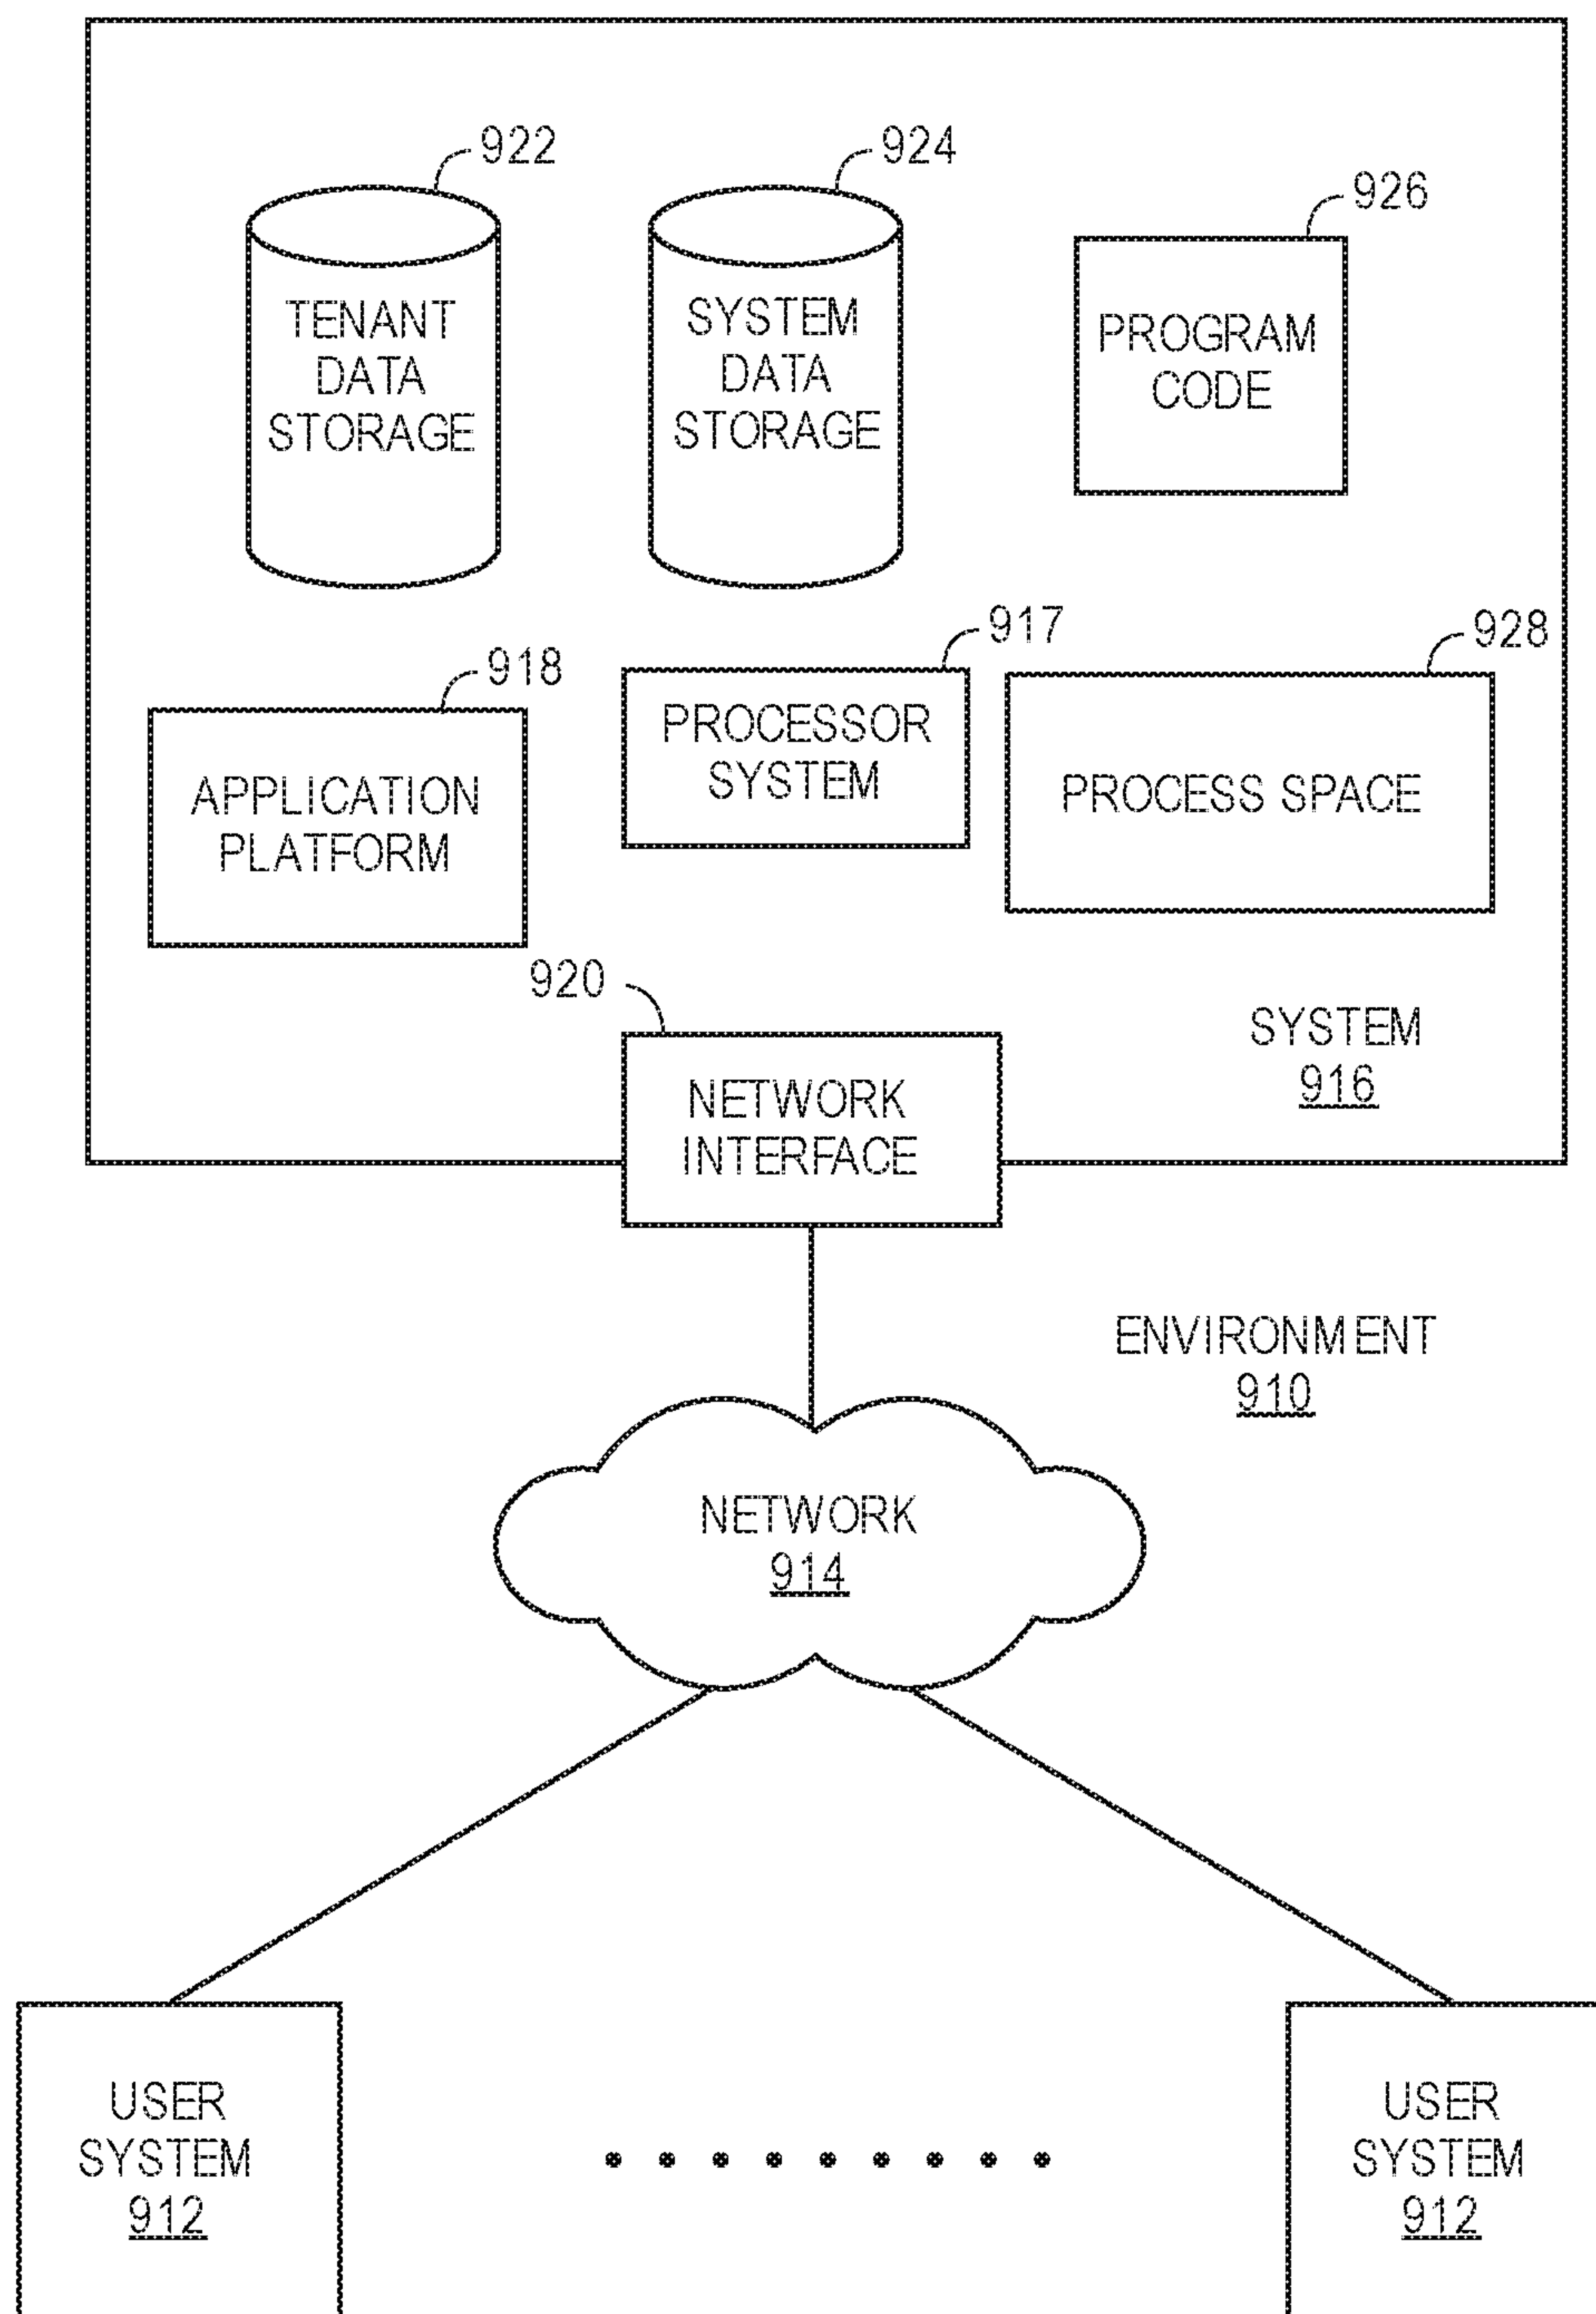 922
924
926
TENANT
DATA
STORAGE
SYSTEM
DATA
STORAGE
PROGRAM
CODE
918
917
928
APPLICATION
PLATFORM
PROCESSOR
SYSTEM
PROCESS SPACE
920
NETWORK
INTERFACE
SYSTEM
916
ENVIRONMENT
910
NETWORK
914
USER
SYSTEM
912
USER
SYSTEM
912